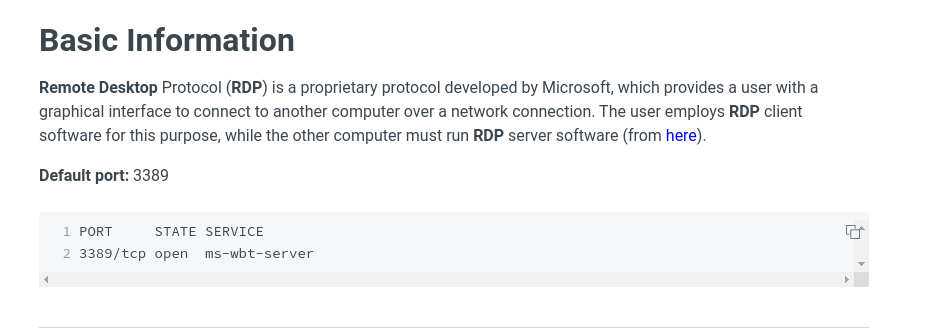 Basic Information
Remote Desktop Protocol (RDP) is a proprietary protocol developed by Microsoft, which provides a user with a
graphical interface to connect to another computer over a network connection. The user employs RDP client
software for this purpose, while the other computer must run RDP server software (from here).
Default port: 3389
1 PORT     STATE SERVICE
2 3389/tcp open  ms-wbt-server